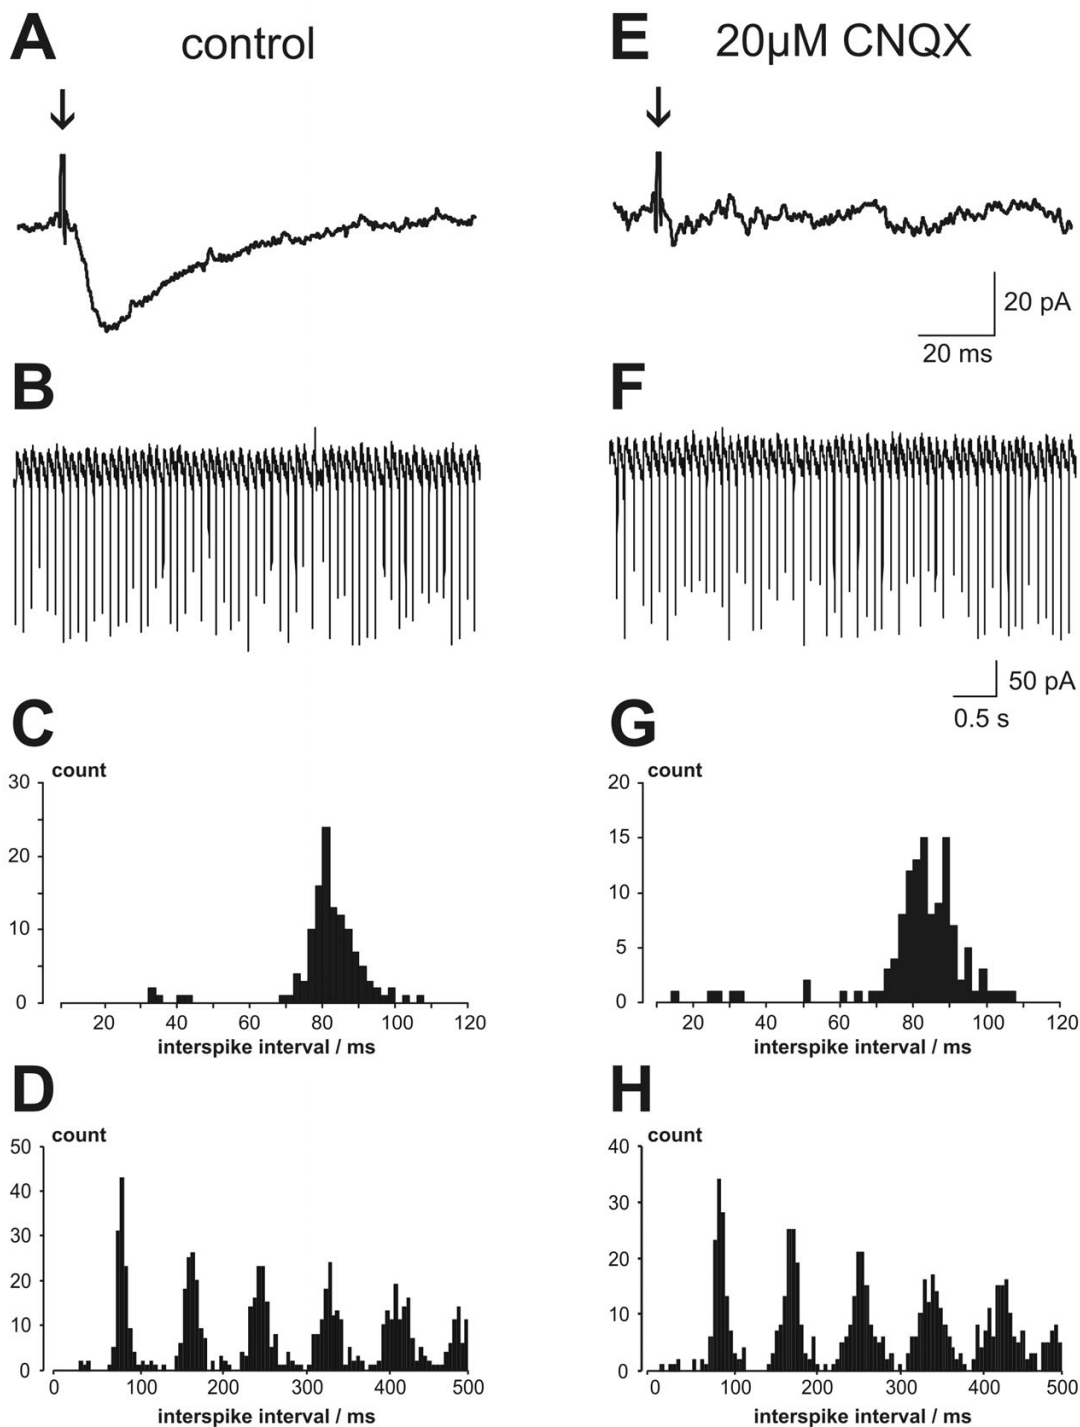 A control
E 20µM CNQX
20 pA
20 ms
B
F
50 pA
0.5 s
C
count
30
20
10
0
20 40 60 80 100 120
interspike interval / ms
G
count
20
15
10
5
0
20 40 60 80 100 120
interspike interval / ms
D
count
50
40
30
20
10
0
0 100 200 300 400 500
interspike interval / ms
H
count
40
30
20
10
0
0 100 200 300 400 500
interspike interval / ms